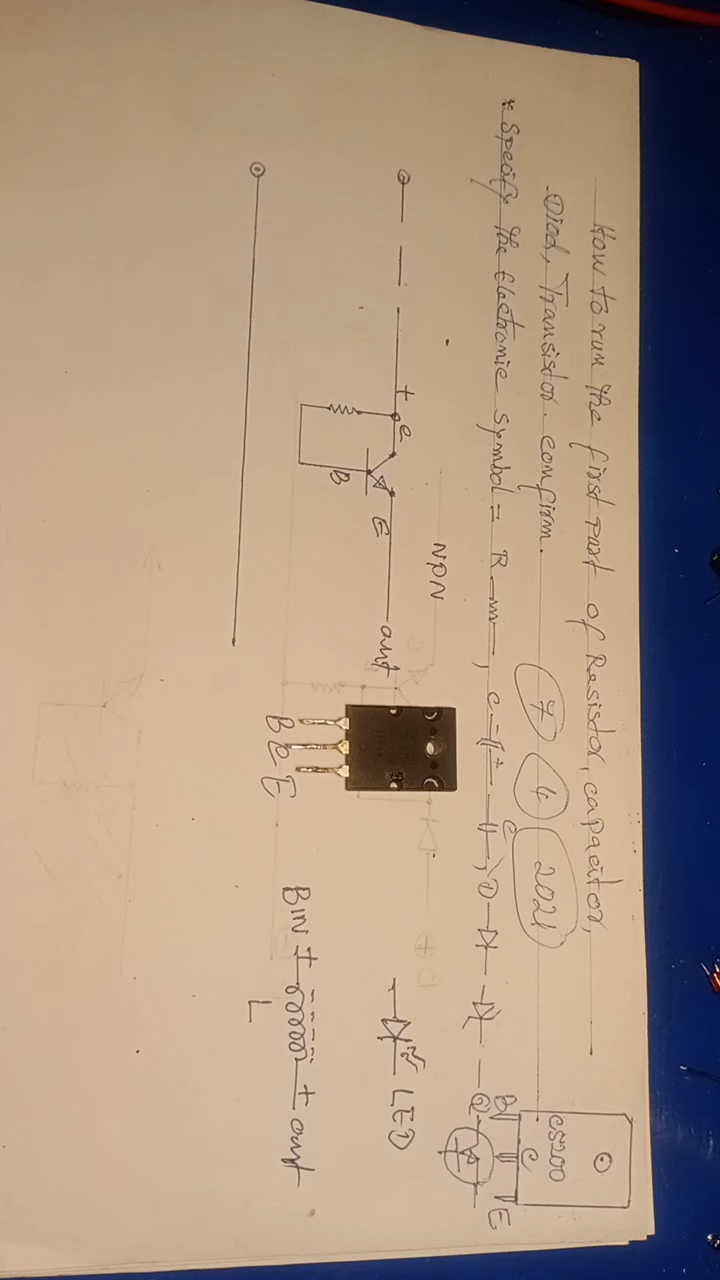 How to run the first part of Resistor, capacitor,
Diod, Transistor. confirm.
7 4 2021
* Specify the Electronic symbol = R , c , D Q
C5200
B C E
+ C E out
B
NPN
B C E
LED
BIN + + out
L